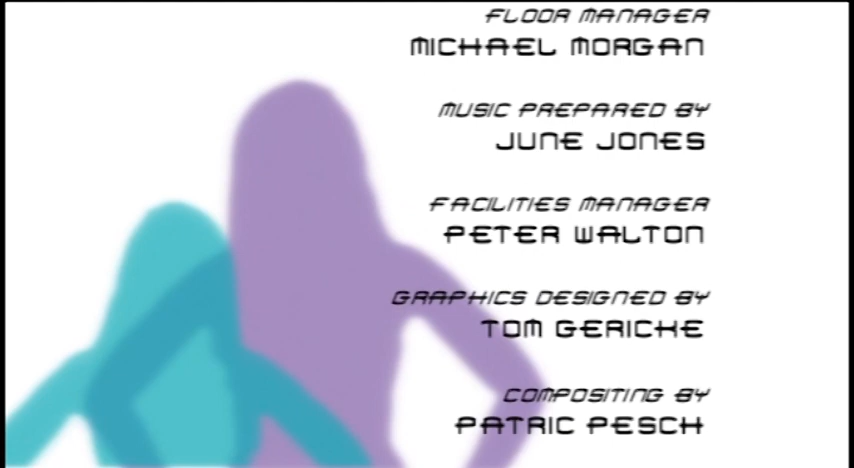 FLOOR MANAGER
MICHAEL MORGAN
MUSIC PREPARED BY
JUNE JONES
FACILITIES MANAGER
PETER WALTON
GRAPHICS DESIGNED BY
TOM GERICKE
COMPOSITING BY
PATRIC PESCH